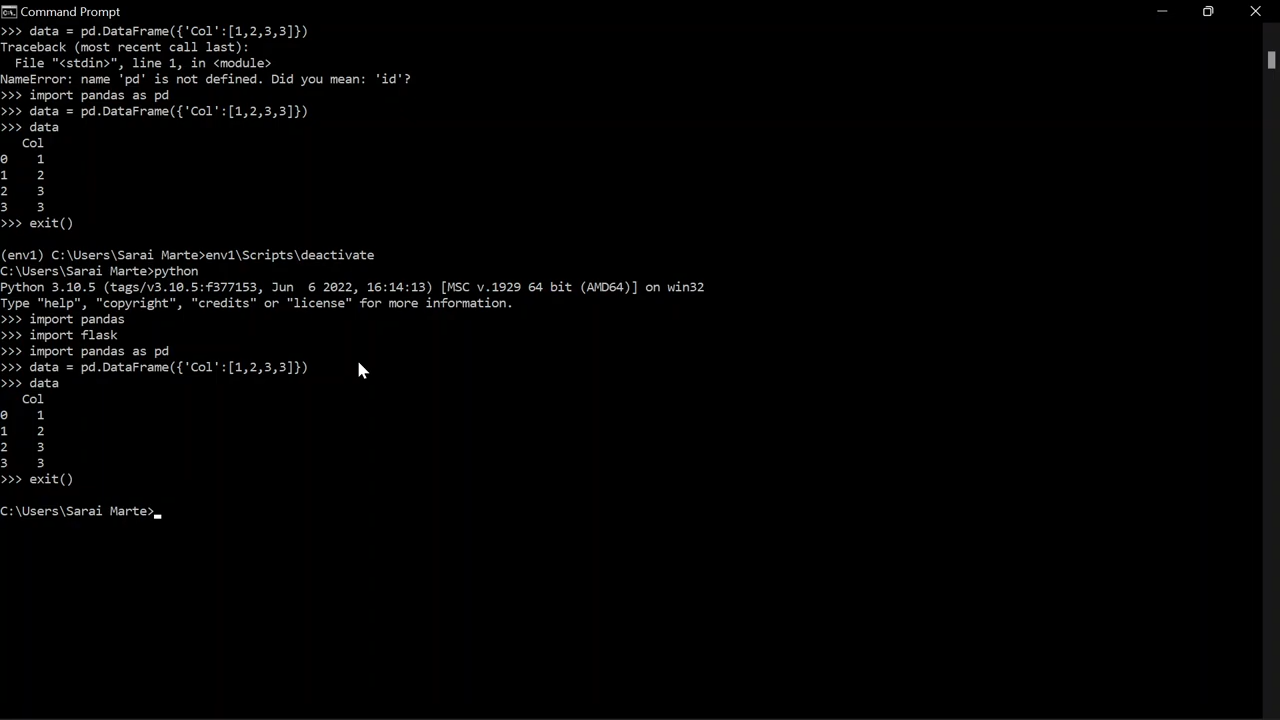 Command Prompt
>>> data = pd.DataFrame({'Col':[1,2,3,3]})
Traceback (most recent call last):
  File "<stdin>", line 1, in <module>
NameError: name 'pd' is not defined. Did you mean: 'id'?
>>> import pandas as pd
>>> data = pd.DataFrame({'Col':[1,2,3,3]})
>>> data
   Col
0    1
1    2
2    3
3    3
>>> exit()
(env1) C:\Users\Sarai Marte>env1\Scripts\deactivate
C:\Users\Sarai Marte>python
Python 3.10.5 (tags/v3.10.5:f377153, Jun  6 2022, 16:14:13) [MSC v.1929 64 bit (AMD64)] on win32
Type "help", "copyright", "credits" or "license" for more information.
>>> import pandas
>>> import flask
>>> import pandas as pd
>>> data = pd.DataFrame({'Col':[1,2,3,3]})
>>> data
   Col
0    1
1    2
2    3
3    3
>>> exit()
C:\Users\Sarai Marte>